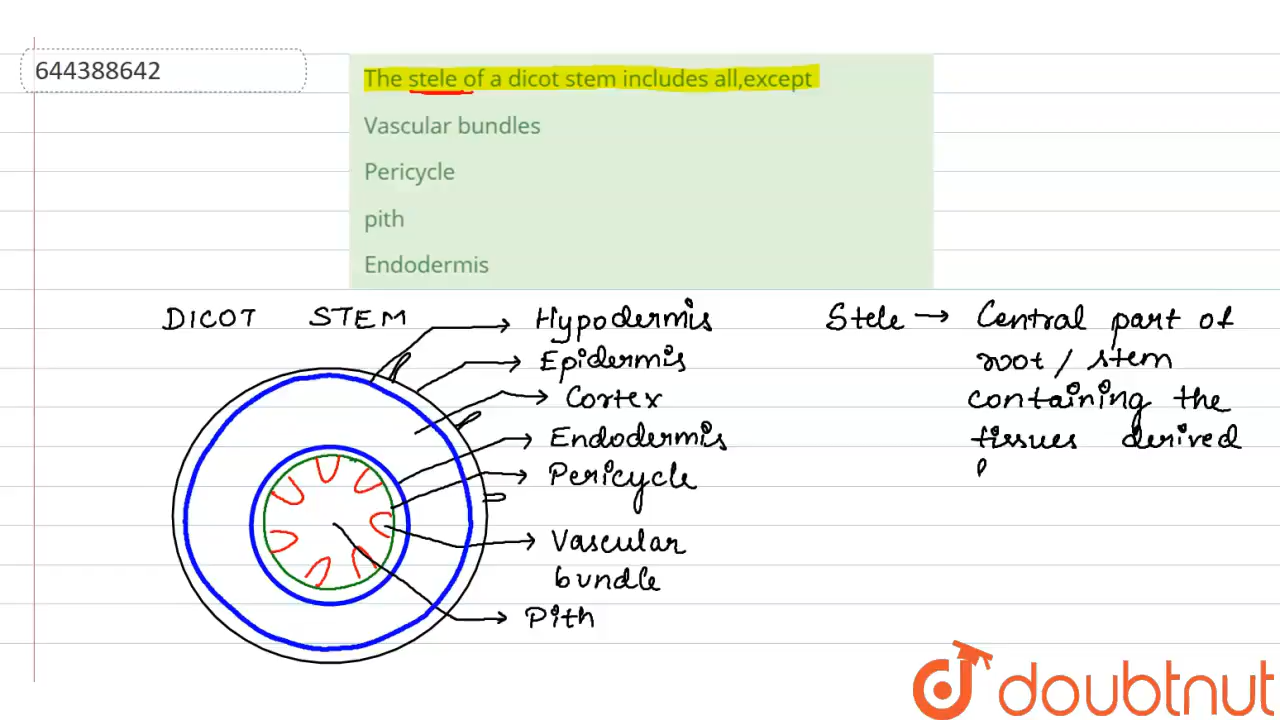 644388642
The stele of a dicot stem includes all,except
Vascular bundles
Pericycle
pith
Endodermis
DICOT STEM
Hypodermis
Epidermis
Cortex
Endodermis
Pericycle
Vascular
bundle
Pith
Stele → Central part of
root / stem
containing the
tissues derived
doubtnut